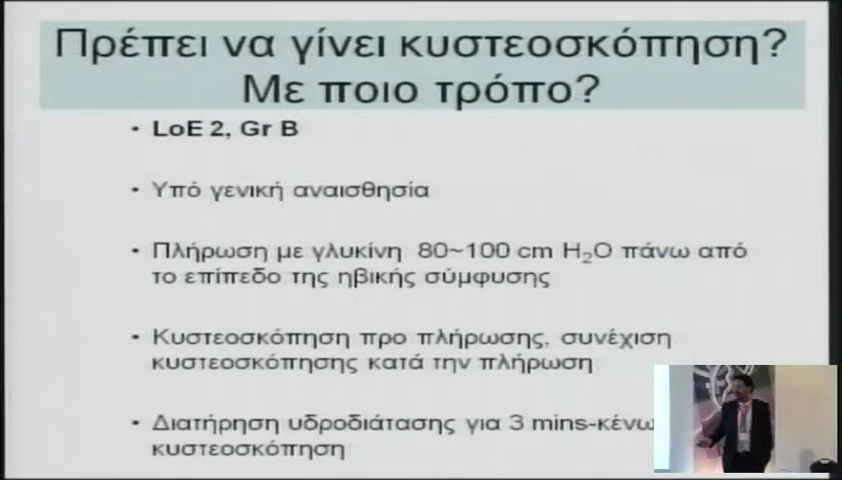 Πρέπει να γίνει κυστεοσκόπηση?
Με ποιο τρόπο?
• LoE 2, Gr B
• Υπό γενική αναισθησία
• Πλήρωση με γλυκίνη 80~100 cm H₂O πάνω από
το επίπεδο της ηβικής σύμφυσης
• Κυστεοσκόπηση προ πλήρωσης, συνέχιση
κυστεοσκόπησης κατά την πλήρωση
• Διατήρηση υδροδιάτασης για 3 mins-
κυστεοσκόπηση